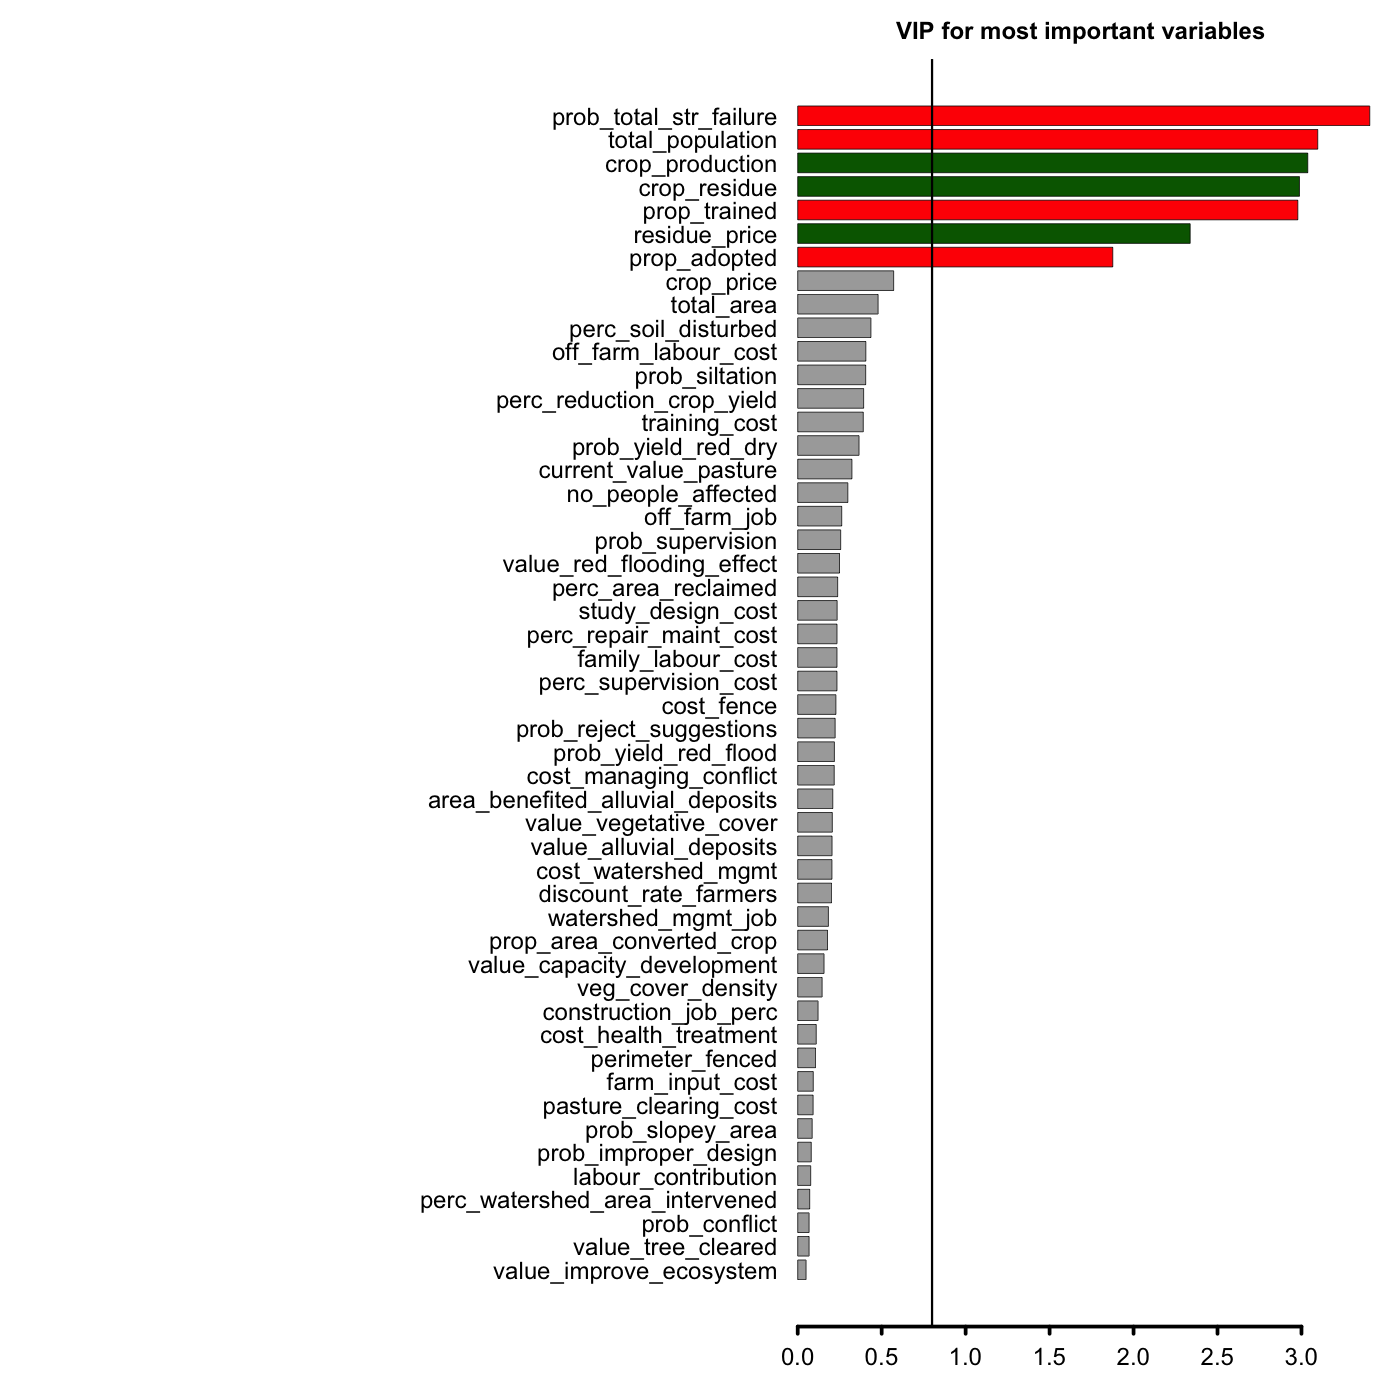 VIP for most important variables
prob_total_str_failure
total_population
crop_production
crop_residue
prop_trained
residue_price
prop_adopted
crop_price
total_area
perc_soil_disturbed
off_farm_labour_cost
prob_siltation
perc_reduction_crop_yield
training_cost
prob_yield_red_dry
current_value_pasture
no_people_affected
off_farm_job
prob_supervision
value_red_flooding_effect
perc_area_reclaimed
study_design_cost
perc_repair_maint_cost
family_labour_cost
perc_supervision_cost
cost_fence
prob_reject_suggestions
prob_yield_red_flood
cost_managing_conflict
area_benefited_alluvial_deposits
value_vegetative_cover
value_alluvial_deposits
cost_watershed_mgmt
discount_rate_farmers
watershed_mgmt_job
prop_area_converted_crop
value_capacity_development
veg_cover_density
construction_job_perc
cost_health_treatment
perimeter_fenced
farm_input_cost
pasture_clearing_cost
prob_slopey_area
prob_improper_design
labour_contribution
perc_watershed_area_intervened
prob_conflict
value_tree_cleared
value_improve_ecosystem
0.0 0.5 1.0 1.5 2.0 2.5 3.0